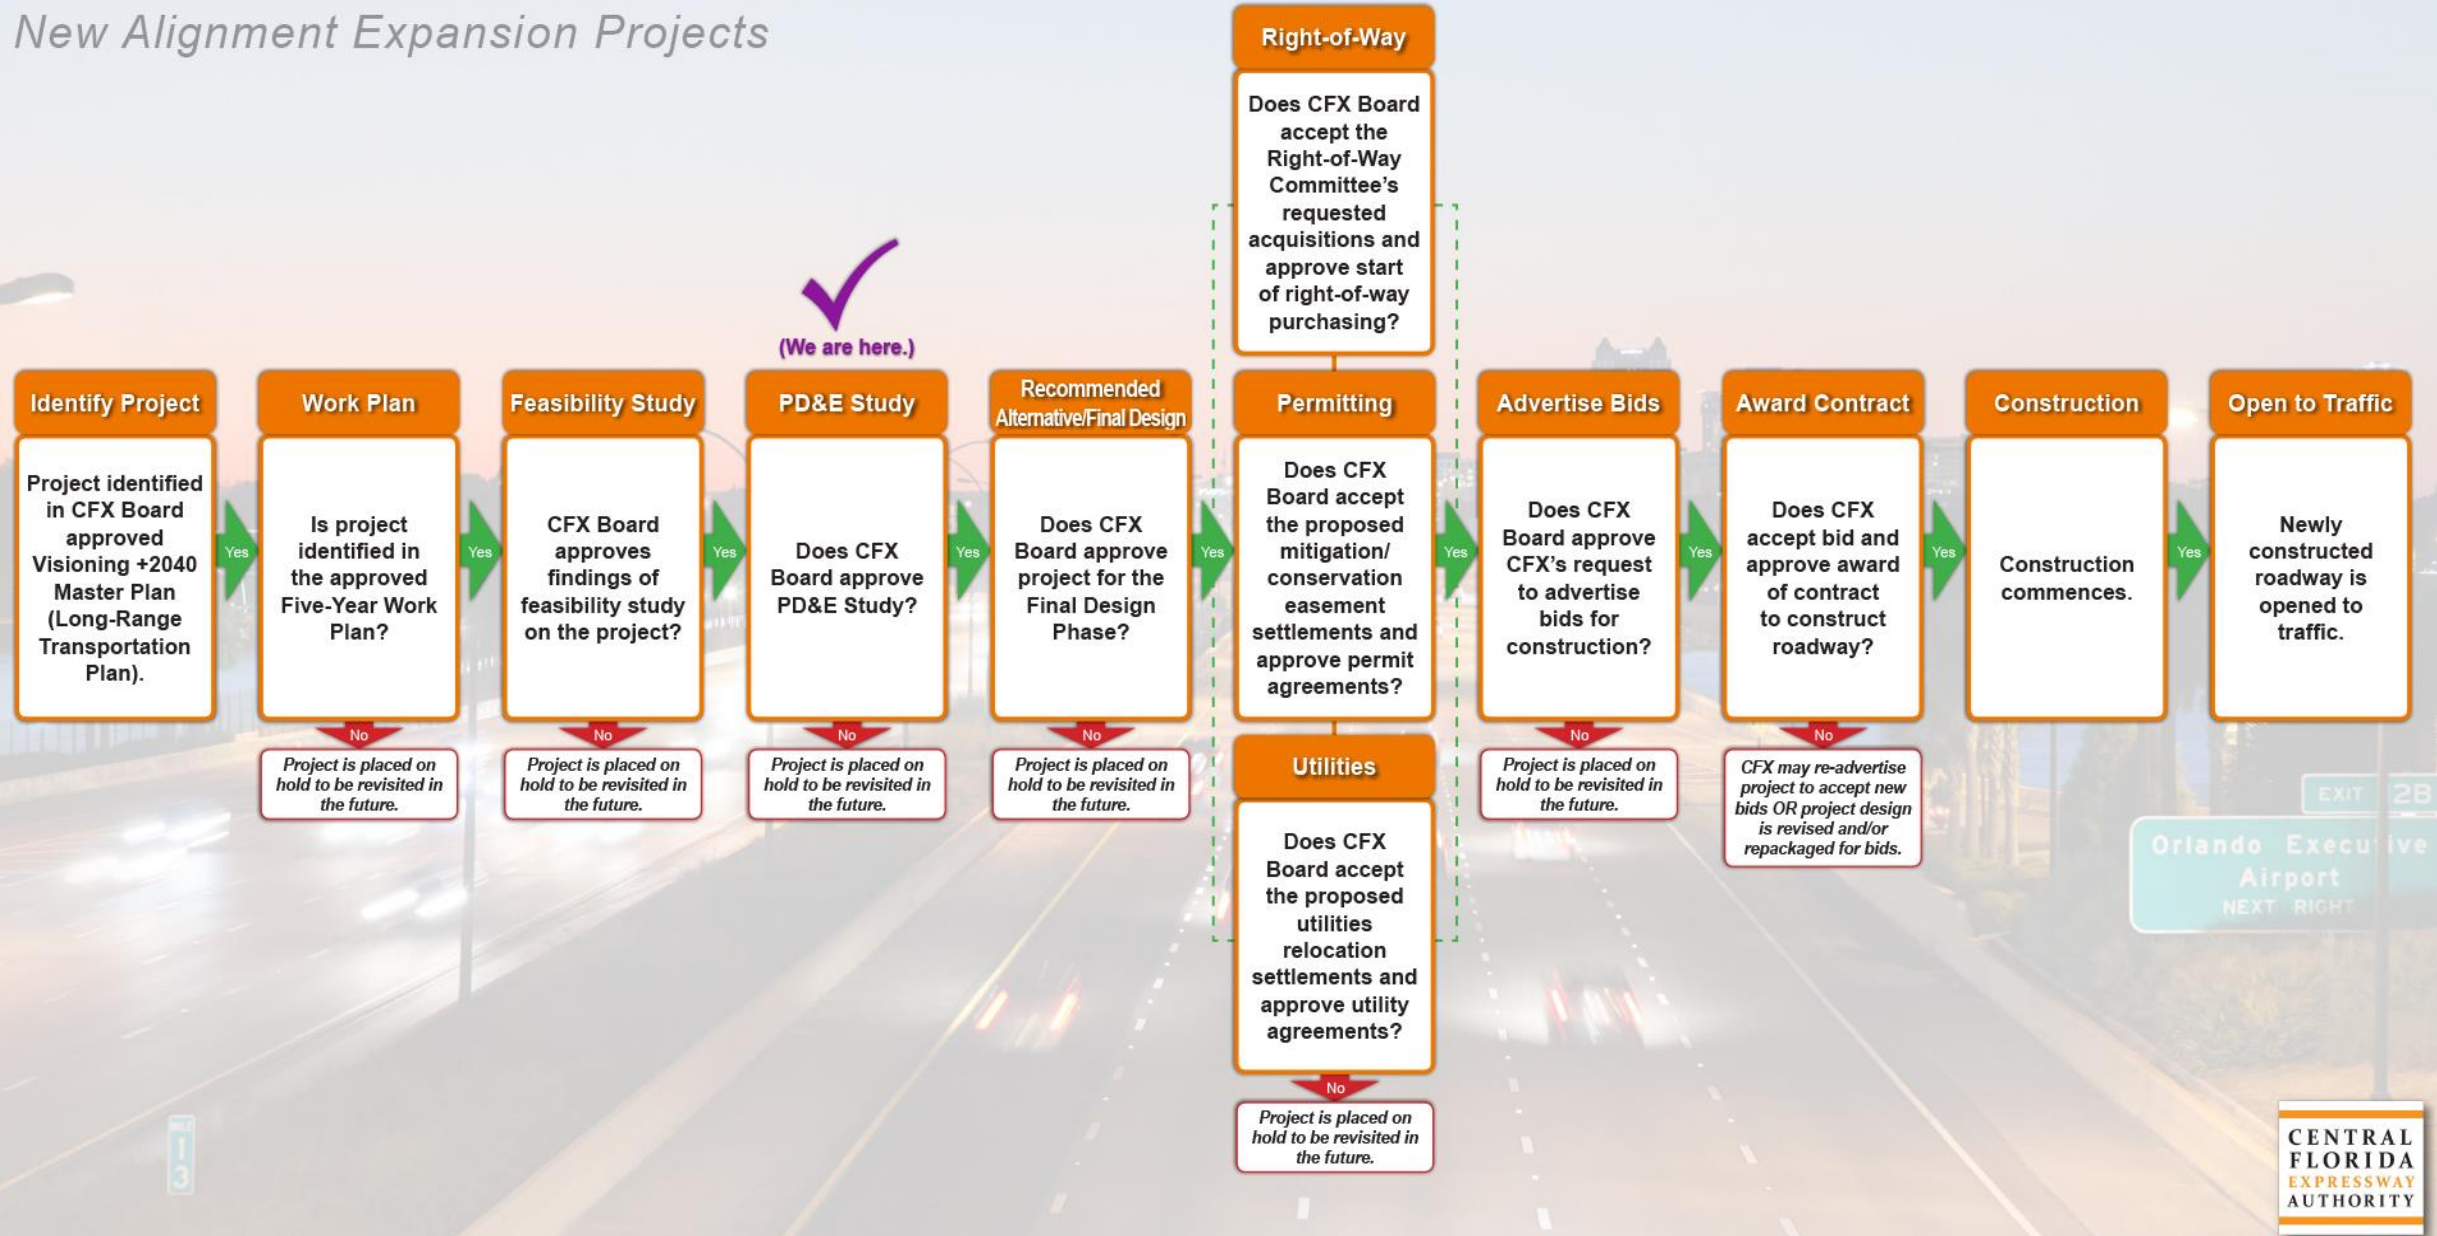 New Alignment Expansion Projects
Right-of-Way
Does CFX Board
accept the
Right-of-Way
Committee’s
requested
acquisitions and
approve start
of right-of-way
purchasing?
(We are here.)
Identify Project
Project identified
in CFX Board
approved
Visioning +2040
Master Plan
(Long-Range
Transportation
Plan).
Yes
Work Plan
Is project
identified in
the approved
Five-Year Work
Plan?
No
Project is placed on
hold to be revisited in
the future.
Yes
Feasibility Study
CFX Board
approves
findings of
feasibility study
on the project?
No
Project is placed on
hold to be revisited in
the future.
Yes
PD&E Study
Does CFX
Board approve
PD&E Study?
No
Project is placed on
hold to be revisited in
the future.
Yes
Recommended
Alternative/Final Design
Does CFX
Board approve
project for the
Final Design
Phase?
No
Project is placed on
hold to be revisited in
the future.
Yes
Permitting
Does CFX
Board accept
the proposed
mitigation/
conservation
easement
settlements and
approve permit
agreements?
Utilities
Does CFX
Board accept
the proposed
utilities
relocation
settlements and
approve utility
agreements?
No
Project is placed on
hold to be revisited in
the future.
Yes
Advertise Bids
Does CFX
Board approve
CFX’s request
to advertise
bids for
construction?
No
Project is placed on
hold to be revisited in
the future.
Yes
Award Contract
Does CFX
accept bid and
approve award
of contract
to construct
roadway?
No
CFX may re-advertise
project to accept new
bids OR project design
is revised and/or
repackaged for bids.
Yes
Construction
Construction
commences.
Yes
Open to Traffic
Newly
constructed
roadway is
opened to
traffic.
EXIT 2B
Orlando Executive
Airport
NEXT RIGHT
MILE
1
3
CENTRAL
FLORIDA
EXPRESSWAY
AUTHORITY